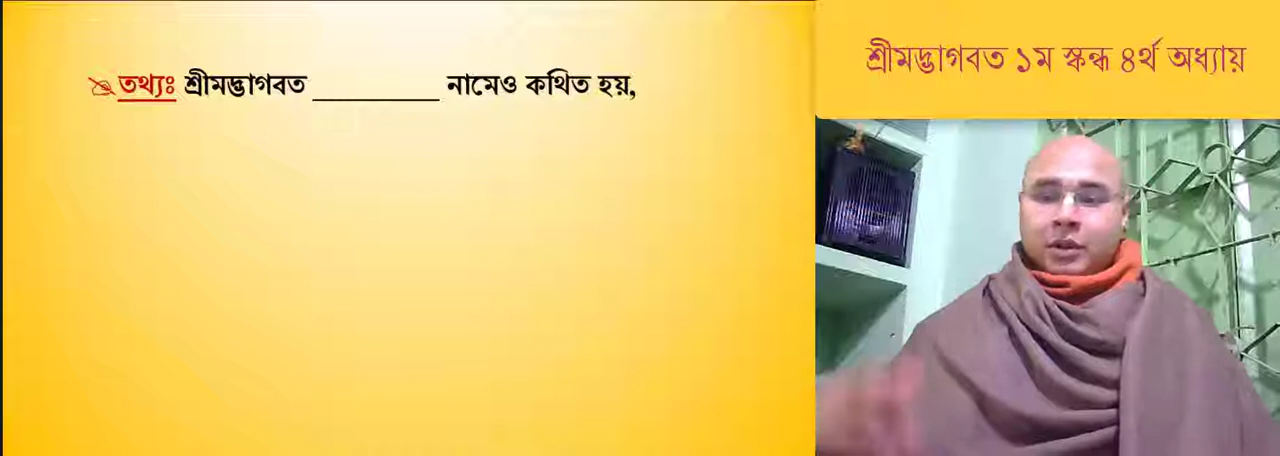 তথ্যঃ শ্রীমদ্ভাগবত __________ নামেও কথিত হয়,
শ্রীমদ্ভাগবত ১ম স্কন্ধ ৪র্থ অধ্যায়